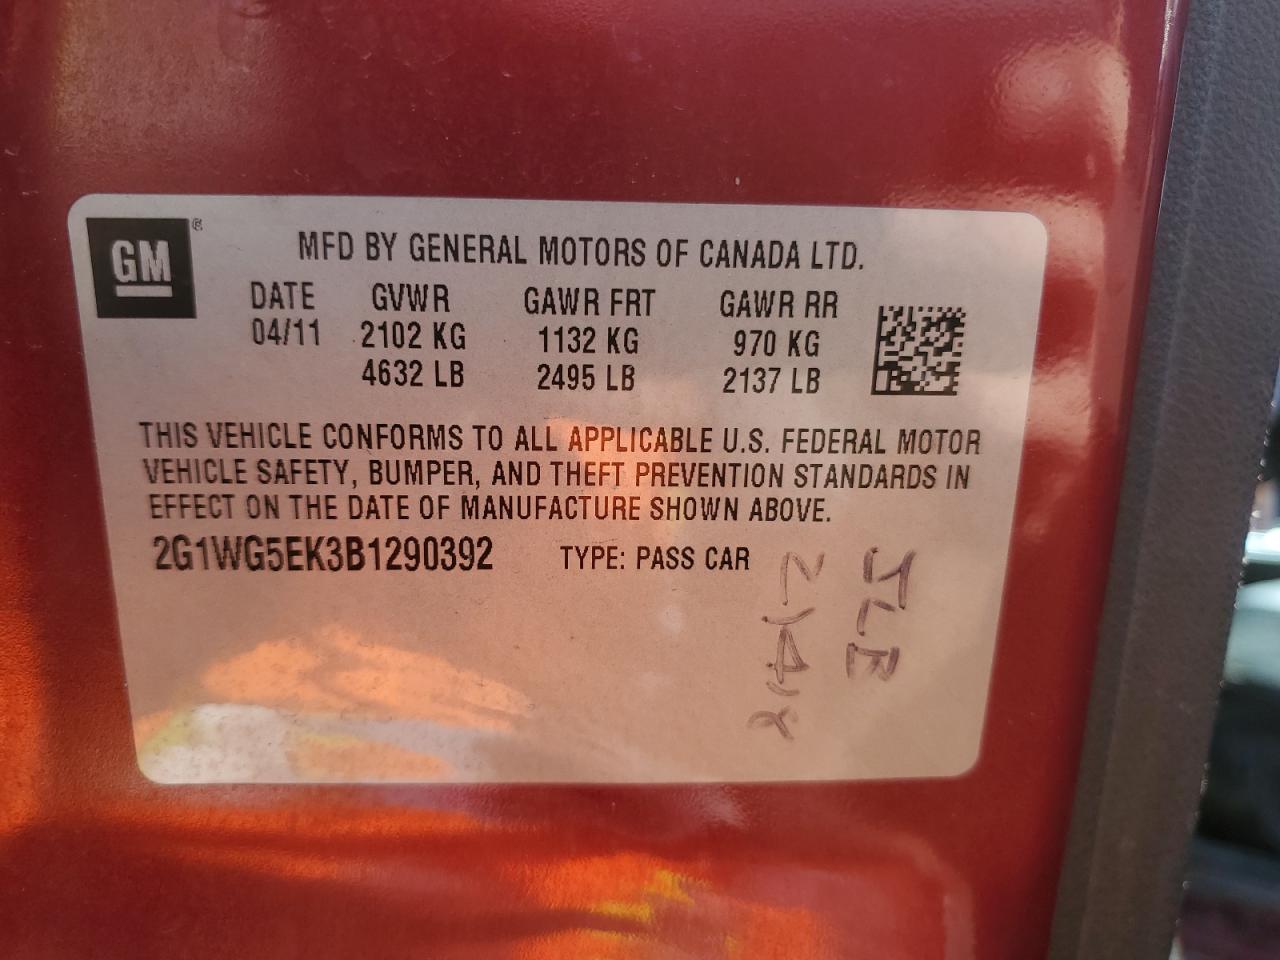 GM®
MFD BY GENERAL MOTORS OF CANADA LTD.
DATE GVWR GAWR FRT GAWR RR
04/11 2102 KG 1132 KG 970 KG
4632 LB 2495 LB 2137 LB
THIS VEHICLE CONFORMS TO ALL APPLICABLE U.S. FEDERAL MOTOR
VEHICLE SAFETY, BUMPER, AND THEFT PREVENTION STANDARDS IN
EFFECT ON THE DATE OF MANUFACTURE SHOWN ABOVE.
2G1WG5EK3B1290392 TYPE: PASS CAR